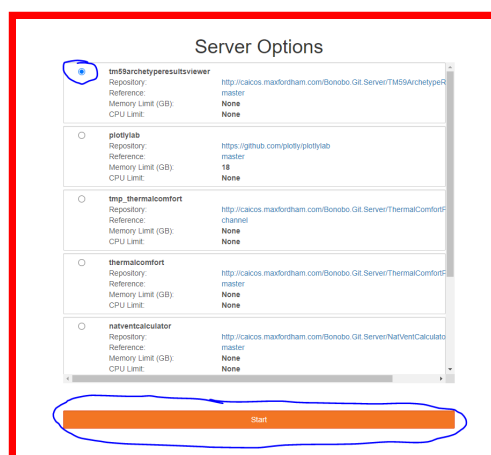 Server Options
tm59archetyperesultsviewer
Repository: http://caicos.maxfordham.com/Bonobo.Git.Server/TM59ArchetypeR
Reference: master
Memory Limit (GB): None
CPU Limit: None
plotlylab
Repository: https://github.com/plotly/plotlylab
Reference: master
Memory Limit (GB): 18
CPU Limit: None
tmp_thermalcomfort
Repository: http://caicos.maxfordham.com/Bonobo.Git.Server/ThermalComfortF
Reference: channel
Memory Limit (GB): None
CPU Limit: None
thermalcomfort
Repository: http://caicos.maxfordham.com/Bonobo.Git.Server/ThermalComfortF
Reference: master
Memory Limit (GB): None
CPU Limit: None
natventcalculator
Repository: http://caicos.maxfordham.com/Bonobo.Git.Server/NatVentCalculato
Reference: master
Memory Limit (GB): None
CPU Limit: None
Start